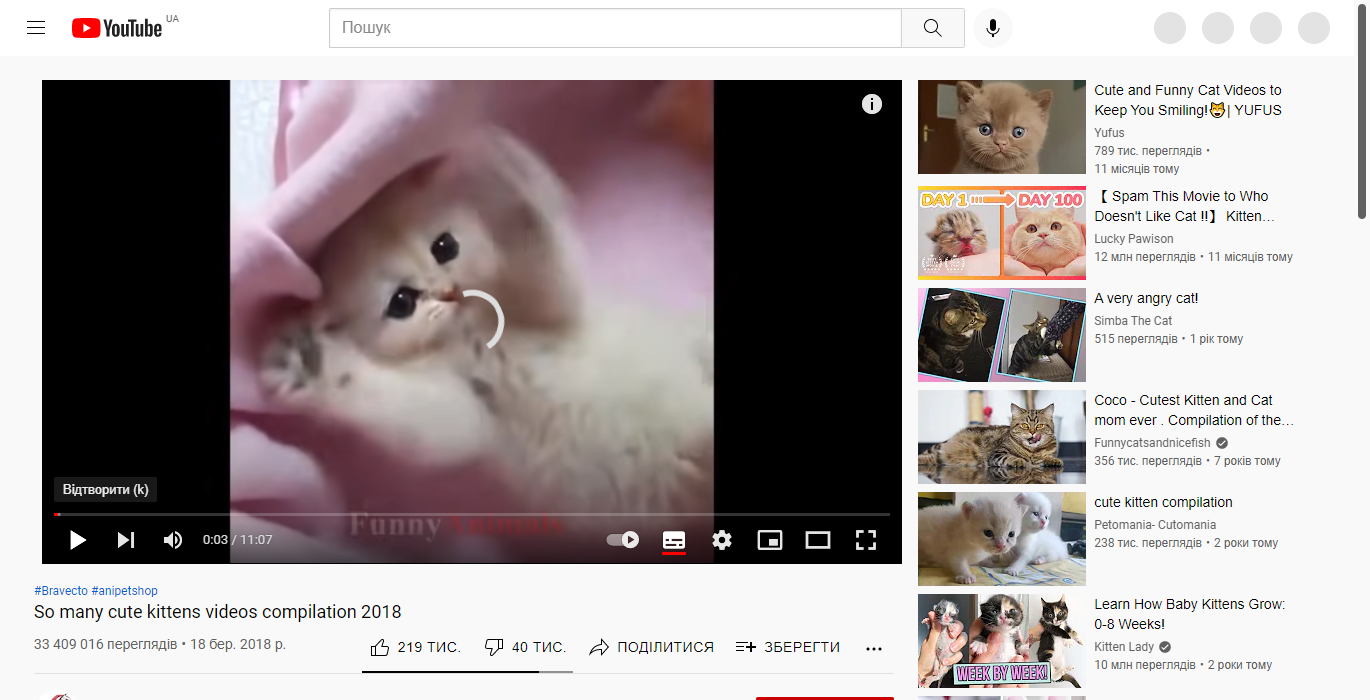 YouTube UA
Пошук
Відтворити (k)
Funny Animals
0:03 / 11:07
#Bravecto #anipetshop
So many cute kittens videos compilation 2018
33 409 016 переглядів • 18 бер. 2018 р.
219 ТИС.
40 ТИС.
ПОДІЛИТИСЯ
ЗБЕРЕГТИ
Cute and Funny Cat Videos to
Keep You Smiling!😹| YUFUS
Yufus
789 тис. переглядів •
11 місяців тому
DAY 1
DAY 100
【 Spam This Movie to Who
Doesn't Like Cat !!】 Kitten…
Lucky Pawison
12 млн переглядів • 11 місяців тому
A very angry cat!
Simba The Cat
515 переглядів • 1 рік тому
Coco - Cutest Kitten and Cat
mom ever . Compilation of the…
Funnycatsandnicefish
356 тис. переглядів • 7 років тому
cute kitten compilation
Petomania- Cutomania
238 тис. переглядів • 2 роки тому
WEEK BY WEEK!
Learn How Baby Kittens Grow:
0-8 Weeks!
Kitten Lady
10 млн переглядів • 2 роки тому